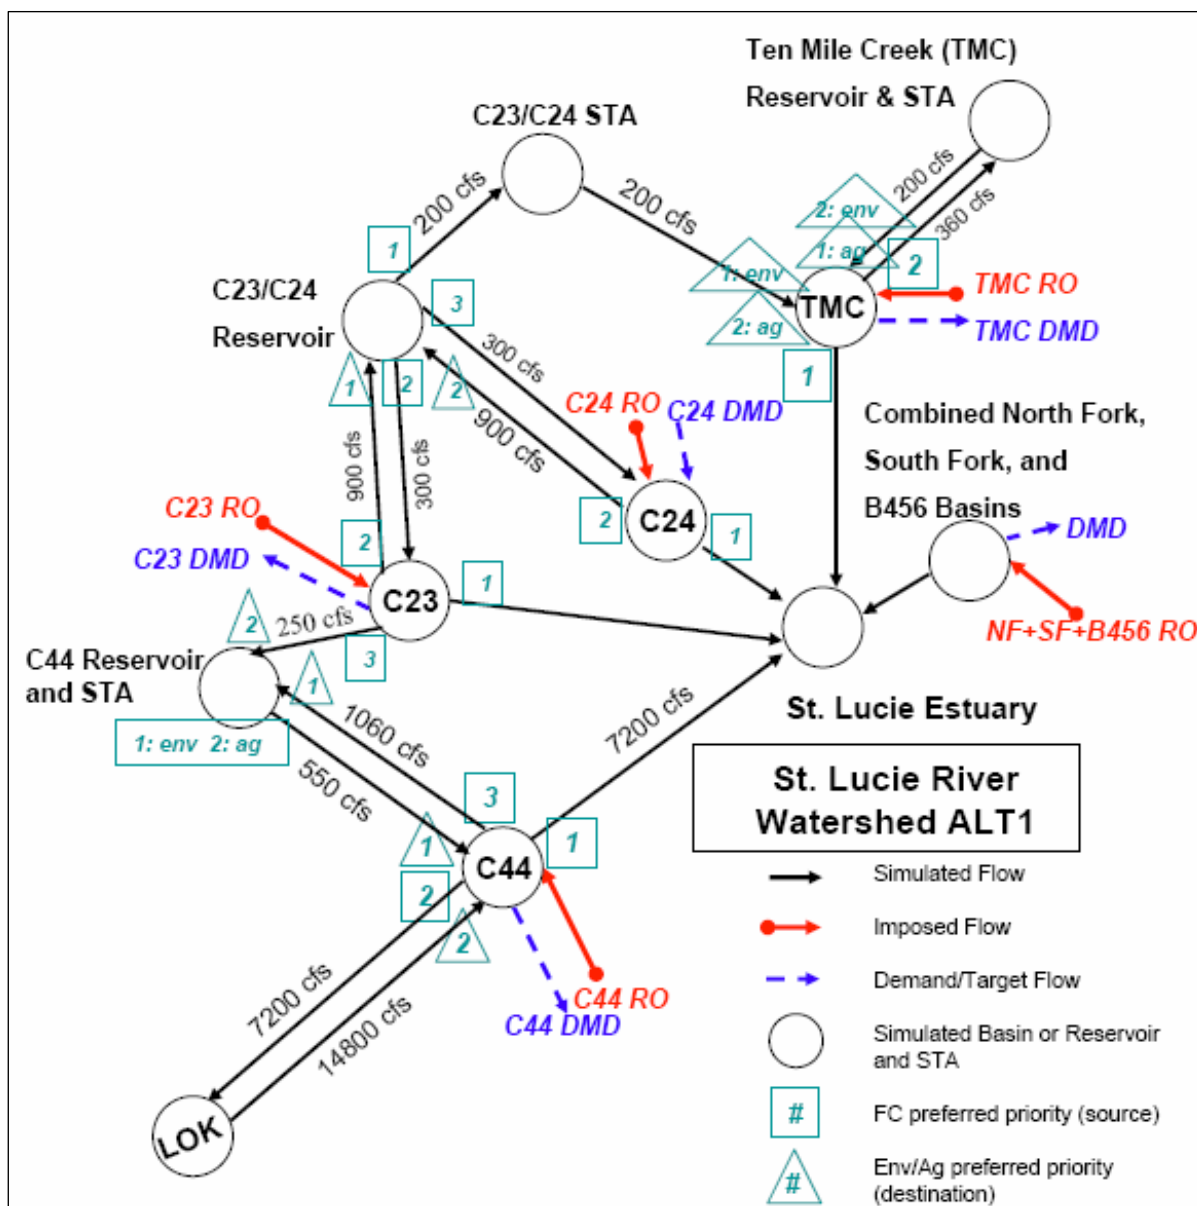 Ten Mile Creek (TMC)
Reservoir & STA
C23/C24 STA
200 cfs
200 cfs
200 cfs
360 cfs
2: env
1: ag
2
1: env
2: ag
1
C23/C24
Reservoir
3
TMC
TMC RO
TMC DMD
1
300 cfs
1
2
2
900 cfs
C24 RO
C24 DMD
Combined North Fork,
South Fork, and
B456 Basins
900 cfs
300 cfs
C23 RO
2
C24
1
DMD
C23 DMD
2
C23
1
NF+SF+B456 RO
2
250 cfs
3
C44 Reservoir
and STA
1
1: env 2: ag
1060 cfs
550 cfs
7200 cfs
St. Lucie Estuary
St. Lucie River
Watershed ALT1
3
1
1
C44
2
2
C44 RO
C44 DMD
7200 cfs
14800 cfs
LOK
Simulated Flow
Imposed Flow
Demand/Target Flow
Simulated Basin or Reservoir
and STA
# FC preferred priority (source)
# Env/Ag preferred priority
(destination)